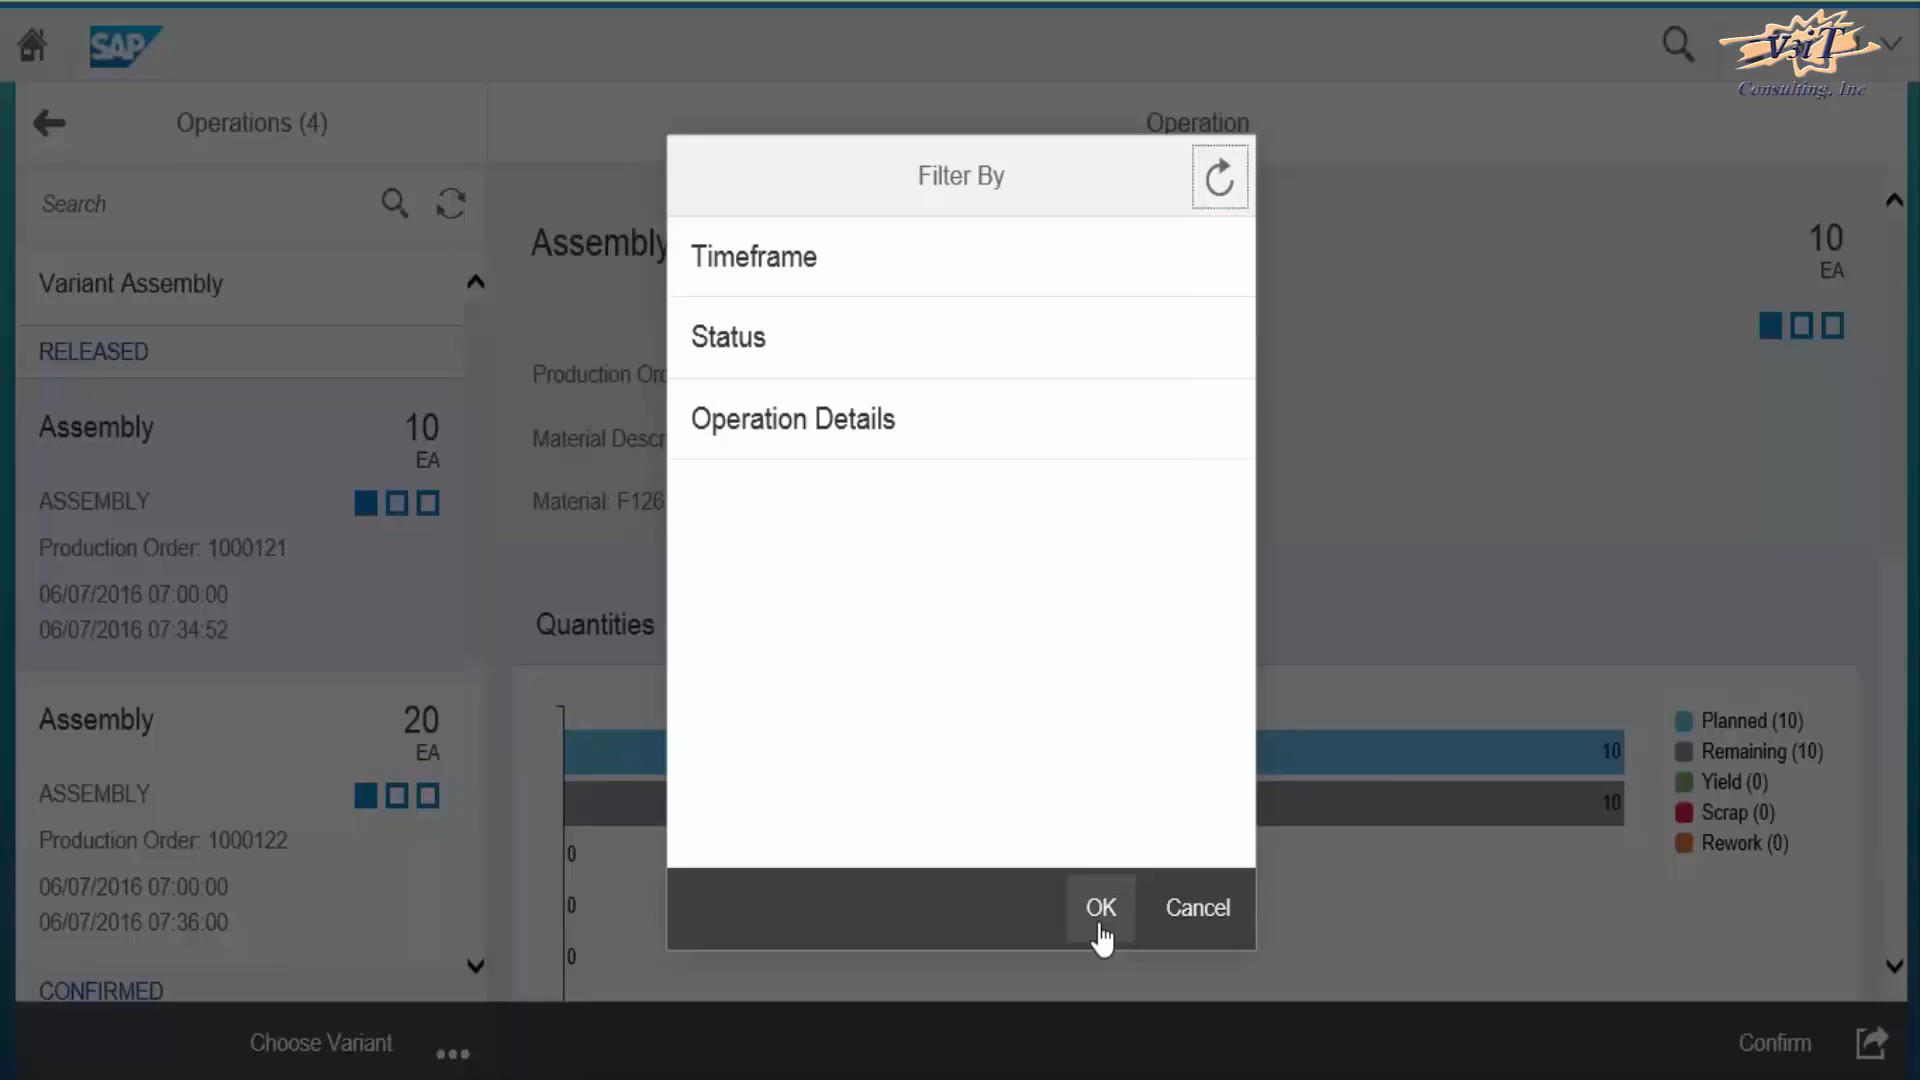 SAP
V3iT
Consulting, Inc
Operations (4)
Operation
Search
Variant Assembly
RELEASED
Assembly
10
EA
ASSEMBLY
Production Order: 1000121
06/07/2016 07:00:00
06/07/2016 07:34:52
Assembly
20
EA
ASSEMBLY
Production Order: 1000122
06/07/2016 07:00:00
06/07/2016 07:36:00
CONFIRMED
Choose Variant
Assembly
10
EA
Production Ord
Material Descr
Material: F126
Quantities
10
10
0
0
0
Planned (10)
Remaining (10)
Yield (0)
Scrap (0)
Rework (0)
Filter By
Timeframe
Status
Operation Details
OK
Cancel
Confirm